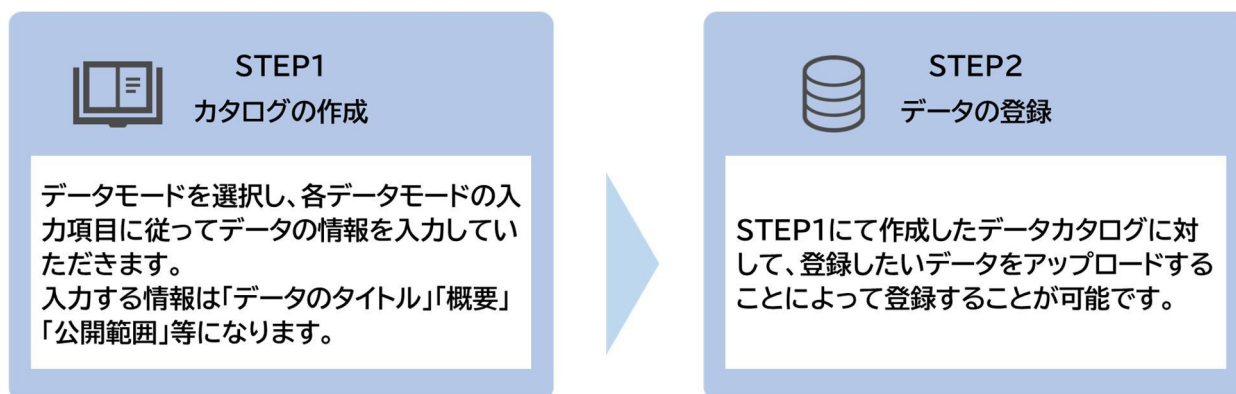 STEP1
カタログの作成
データモードを選択し、各データモードの入
力項目に従ってデータの情報を入力してい
ただきます。
入力する情報は「データのタイトル」「概要」
「公開範囲」等になります。
STEP2
データの登録
STEP1にて作成したデータカタログに対
して、登録したいデータをアップロードする
ことによって登録することが可能です。